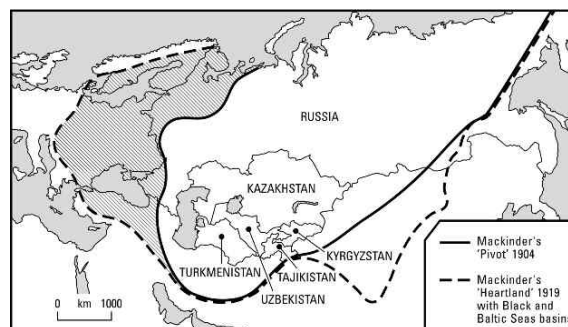 RUSSIA
KAZAKHSTAN
KYRGYZSTAN
TURKMENISTAN
TAJIKISTAN
UZBEKISTAN
0 km 1000
Mackinder's
'Pivot' 1904
Mackinder's
'Heartland' 1919
with Black and
Baltic Seas basins